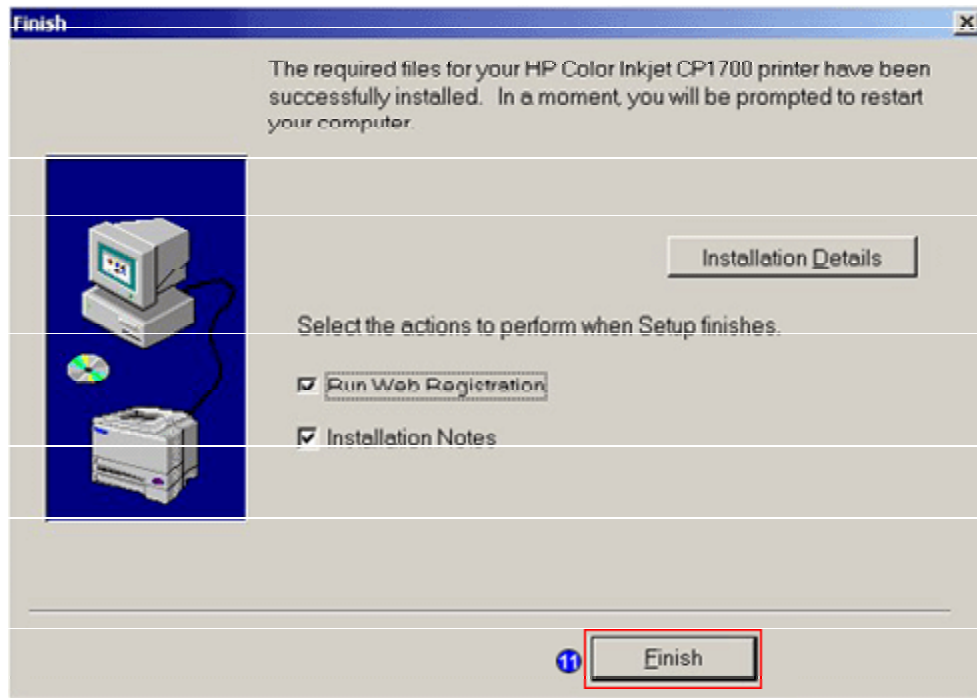 Finish
The required files for your HP Color Inkjet CP1700 printer have been
successfully installed. In a moment, you will be prompted to restart
your computer.
Installation Details
Select the actions to perform when Setup finishes.
Run Web Registration
Installation Notes
11 Finish